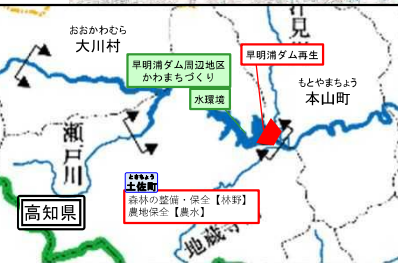 おおかわむら
大川村
早明浦ダム周辺地区
かわまちづくり
早明浦ダム再生
水環境
もとやまちょう
本山町
瀬戸川
とさちょう
土佐町
森林の整備・保全【林野】
農地保全【農水】
高知県
地蔵寺